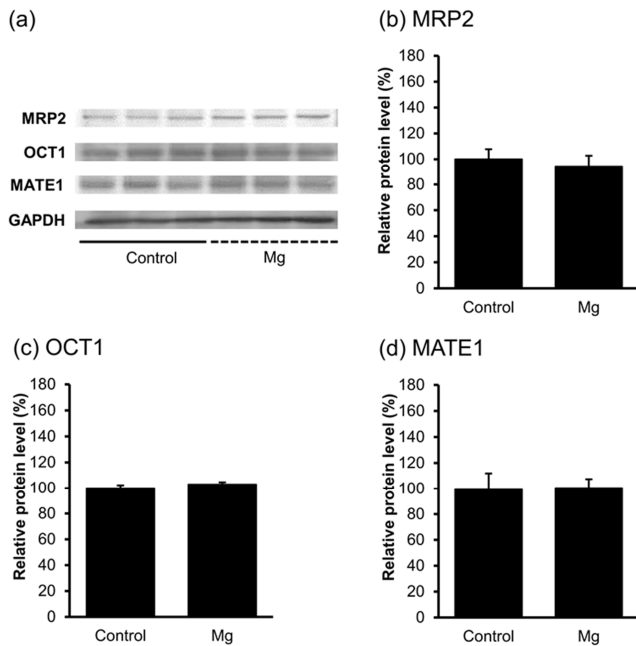 (a)
MRP2
OCT1
MATE1
GAPDH
Control Mg
(b) MRP2
Relative protein level (%)
180
160
140
120
100
80
60
40
20
0
Control Mg
(c) OCT1
Relative protein level (%)
180
160
140
120
100
80
60
40
20
0
Control Mg
(d) MATE1
Relative protein level (%)
180
160
140
120
100
80
60
40
20
0
Control Mg